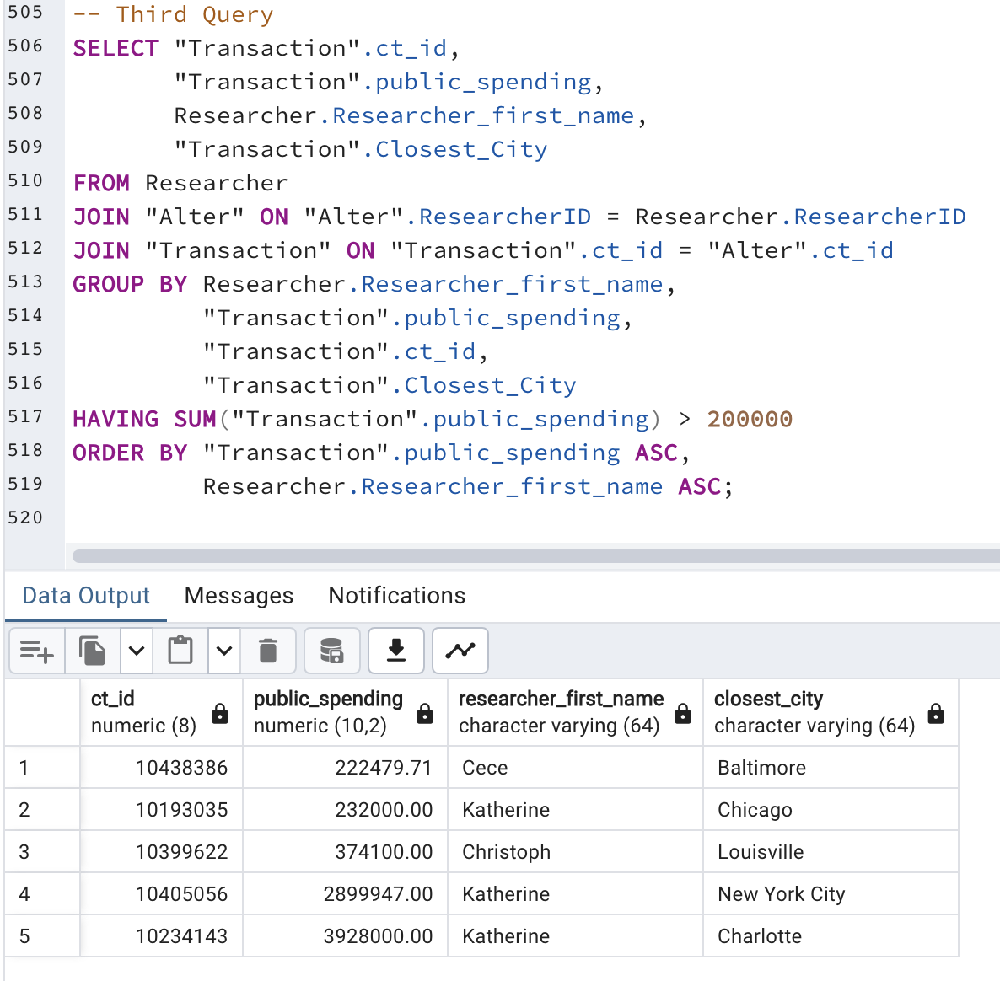 505 -- Third Query
506 SELECT "Transaction".ct_id,
507 "Transaction".public_spending,
508 Researcher.Researcher_first_name,
509 "Transaction".Closest_City
510 FROM Researcher
511 JOIN "Alter" ON "Alter".ResearcherID = Researcher.ResearcherID
512 JOIN "Transaction" ON "Transaction".ct_id = "Alter".ct_id
513 GROUP BY Researcher.Researcher_first_name,
514 "Transaction".public_spending,
515 "Transaction".ct_id,
516 "Transaction".Closest_City
517 HAVING SUM("Transaction".public_spending) > 200000
518 ORDER BY "Transaction".public_spending ASC,
519 Researcher.Researcher_first_name ASC;
520
Data Output Messages Notifications
ct_id public_spending researcher_first_name closest_city
numeric (8) numeric (10,2) character varying (64) character varying (64)
1 10438386 222479.71 Cece Baltimore
2 10193035 232000.00 Katherine Chicago
3 10399622 374100.00 Christoph Louisville
4 10405056 2899947.00 Katherine New York City
5 10234143 3928000.00 Katherine Charlotte